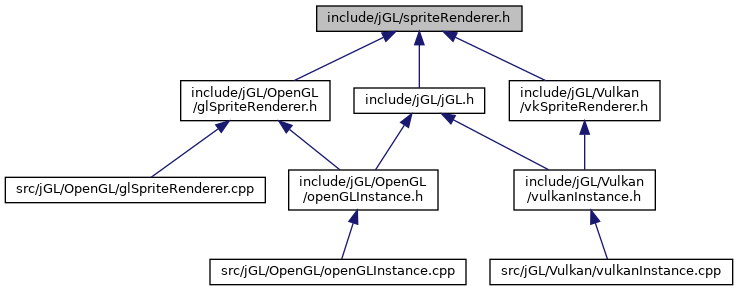 include/jGL/spriteRenderer.h
include/jGL/OpenGL
/glSpriteRenderer.h
include/jGL/jGL.h
include/jGL/Vulkan
/vkSpriteRenderer.h
src/jGL/OpenGL/glSpriteRenderer.cpp
include/jGL/OpenGL
/openGLInstance.h
include/jGL/Vulkan
/vulkanInstance.h
src/jGL/OpenGL/openGLInstance.cpp
src/jGL/Vulkan/vulkanInstance.cpp